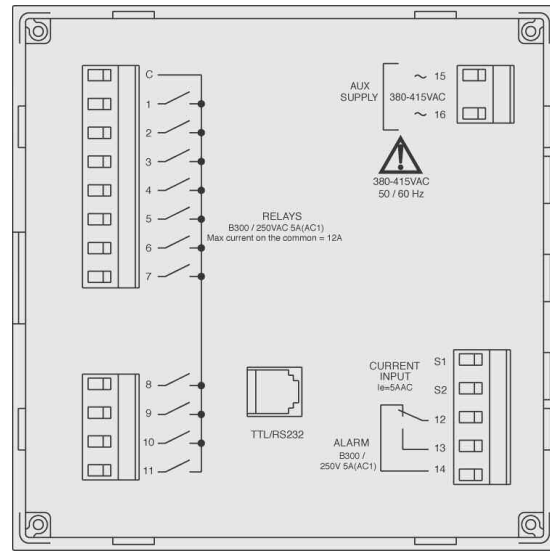 C
1
2
3
4
5
6
7
RELAYS
B300 / 250VAC 5A(AC1)
Max current on the common = 12A
8
9
10
11
TTL/RS232
AUX
SUPPLY
~ 15
380-415VAC
~ 16
380-415VAC
50 / 60 Hz
CURRENT
INPUT
Ie=5AAC
S1
S2
12
13
14
ALARM
B300 /
250V 5A(AC1)